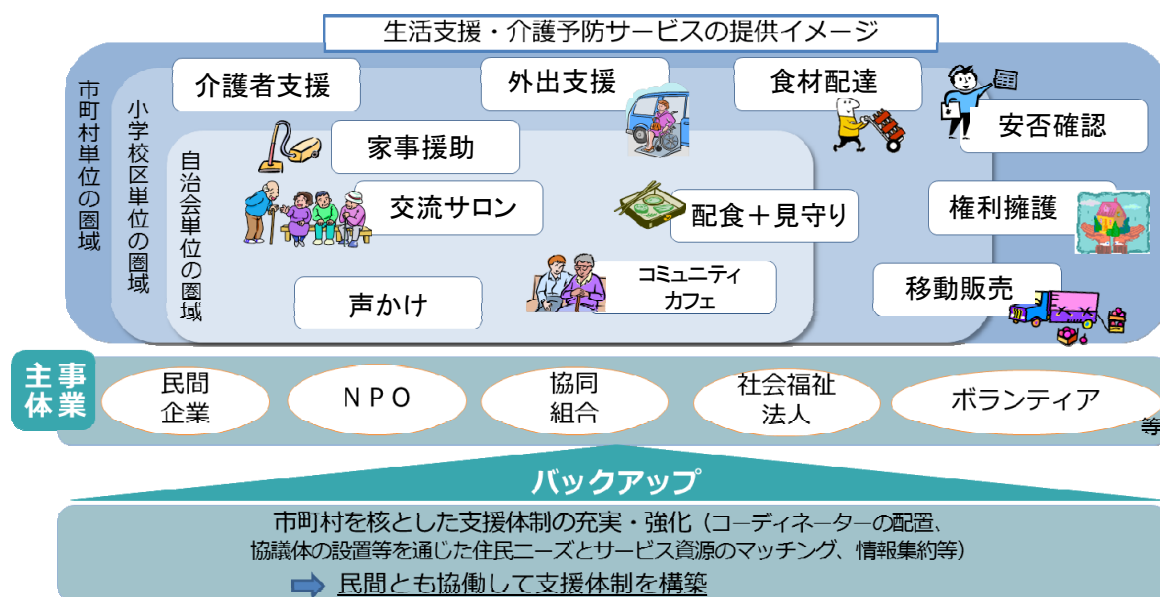 生活支援・介護予防サービスの提供イメージ
市町村単位の圏域
小学校区単位の圏域
自治会単位の圏域
介護者支援
外出支援
食材配達
安否確認
家事援助
交流サロン
配食＋見守り
権利擁護
声かけ
コミュニティ
カフェ
移動販売
事業
主体
民間
企業
ＮＰＯ
協同
組合
社会福祉
法人
ボランティア
等
バックアップ
市町村を核とした支援体制の充実・強化（コーディネーターの配置、
協議体の設置等を通じた住民ニーズとサービス資源のマッチング、情報集約等）
民間とも協働して支援体制を構築